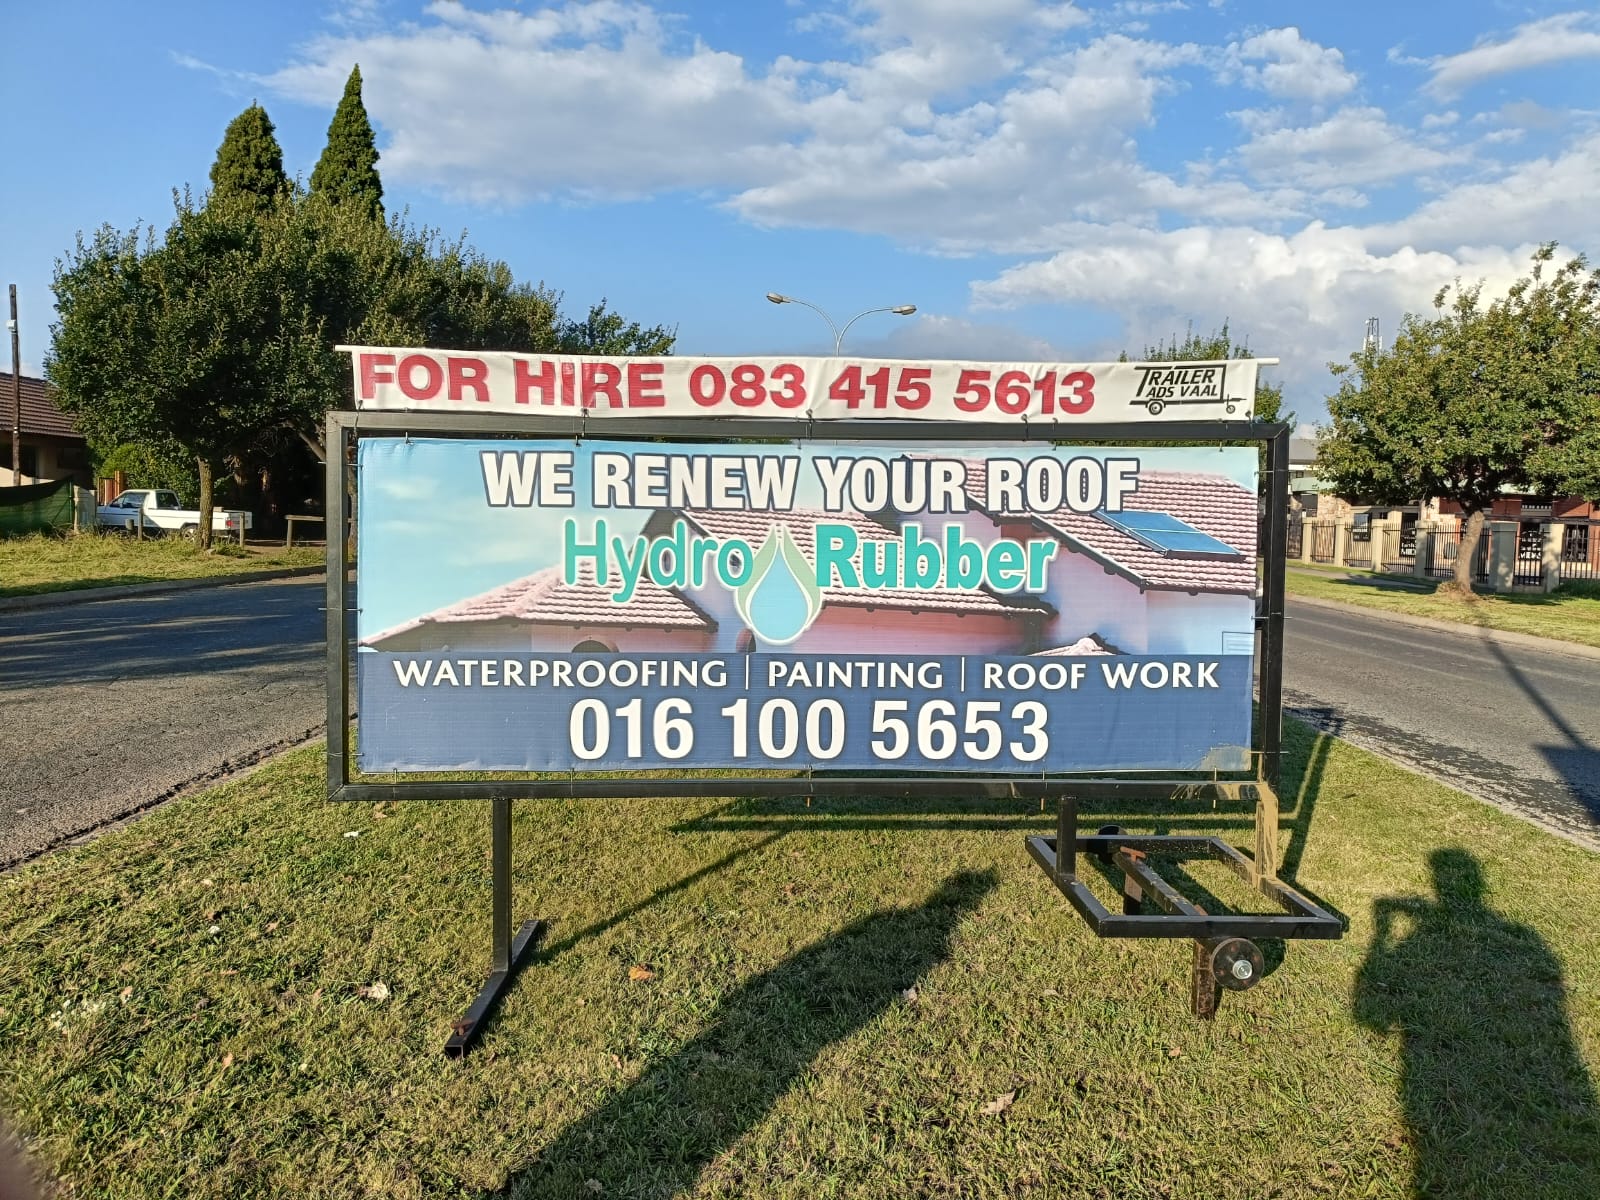 FOR HIRE 083 415 5613
TRAILER
ADS VAAL
WE RENEW YOUR ROOF
Hydro Rubber
WATERPROOFING | PAINTING | ROOF WORK
016 100 5653